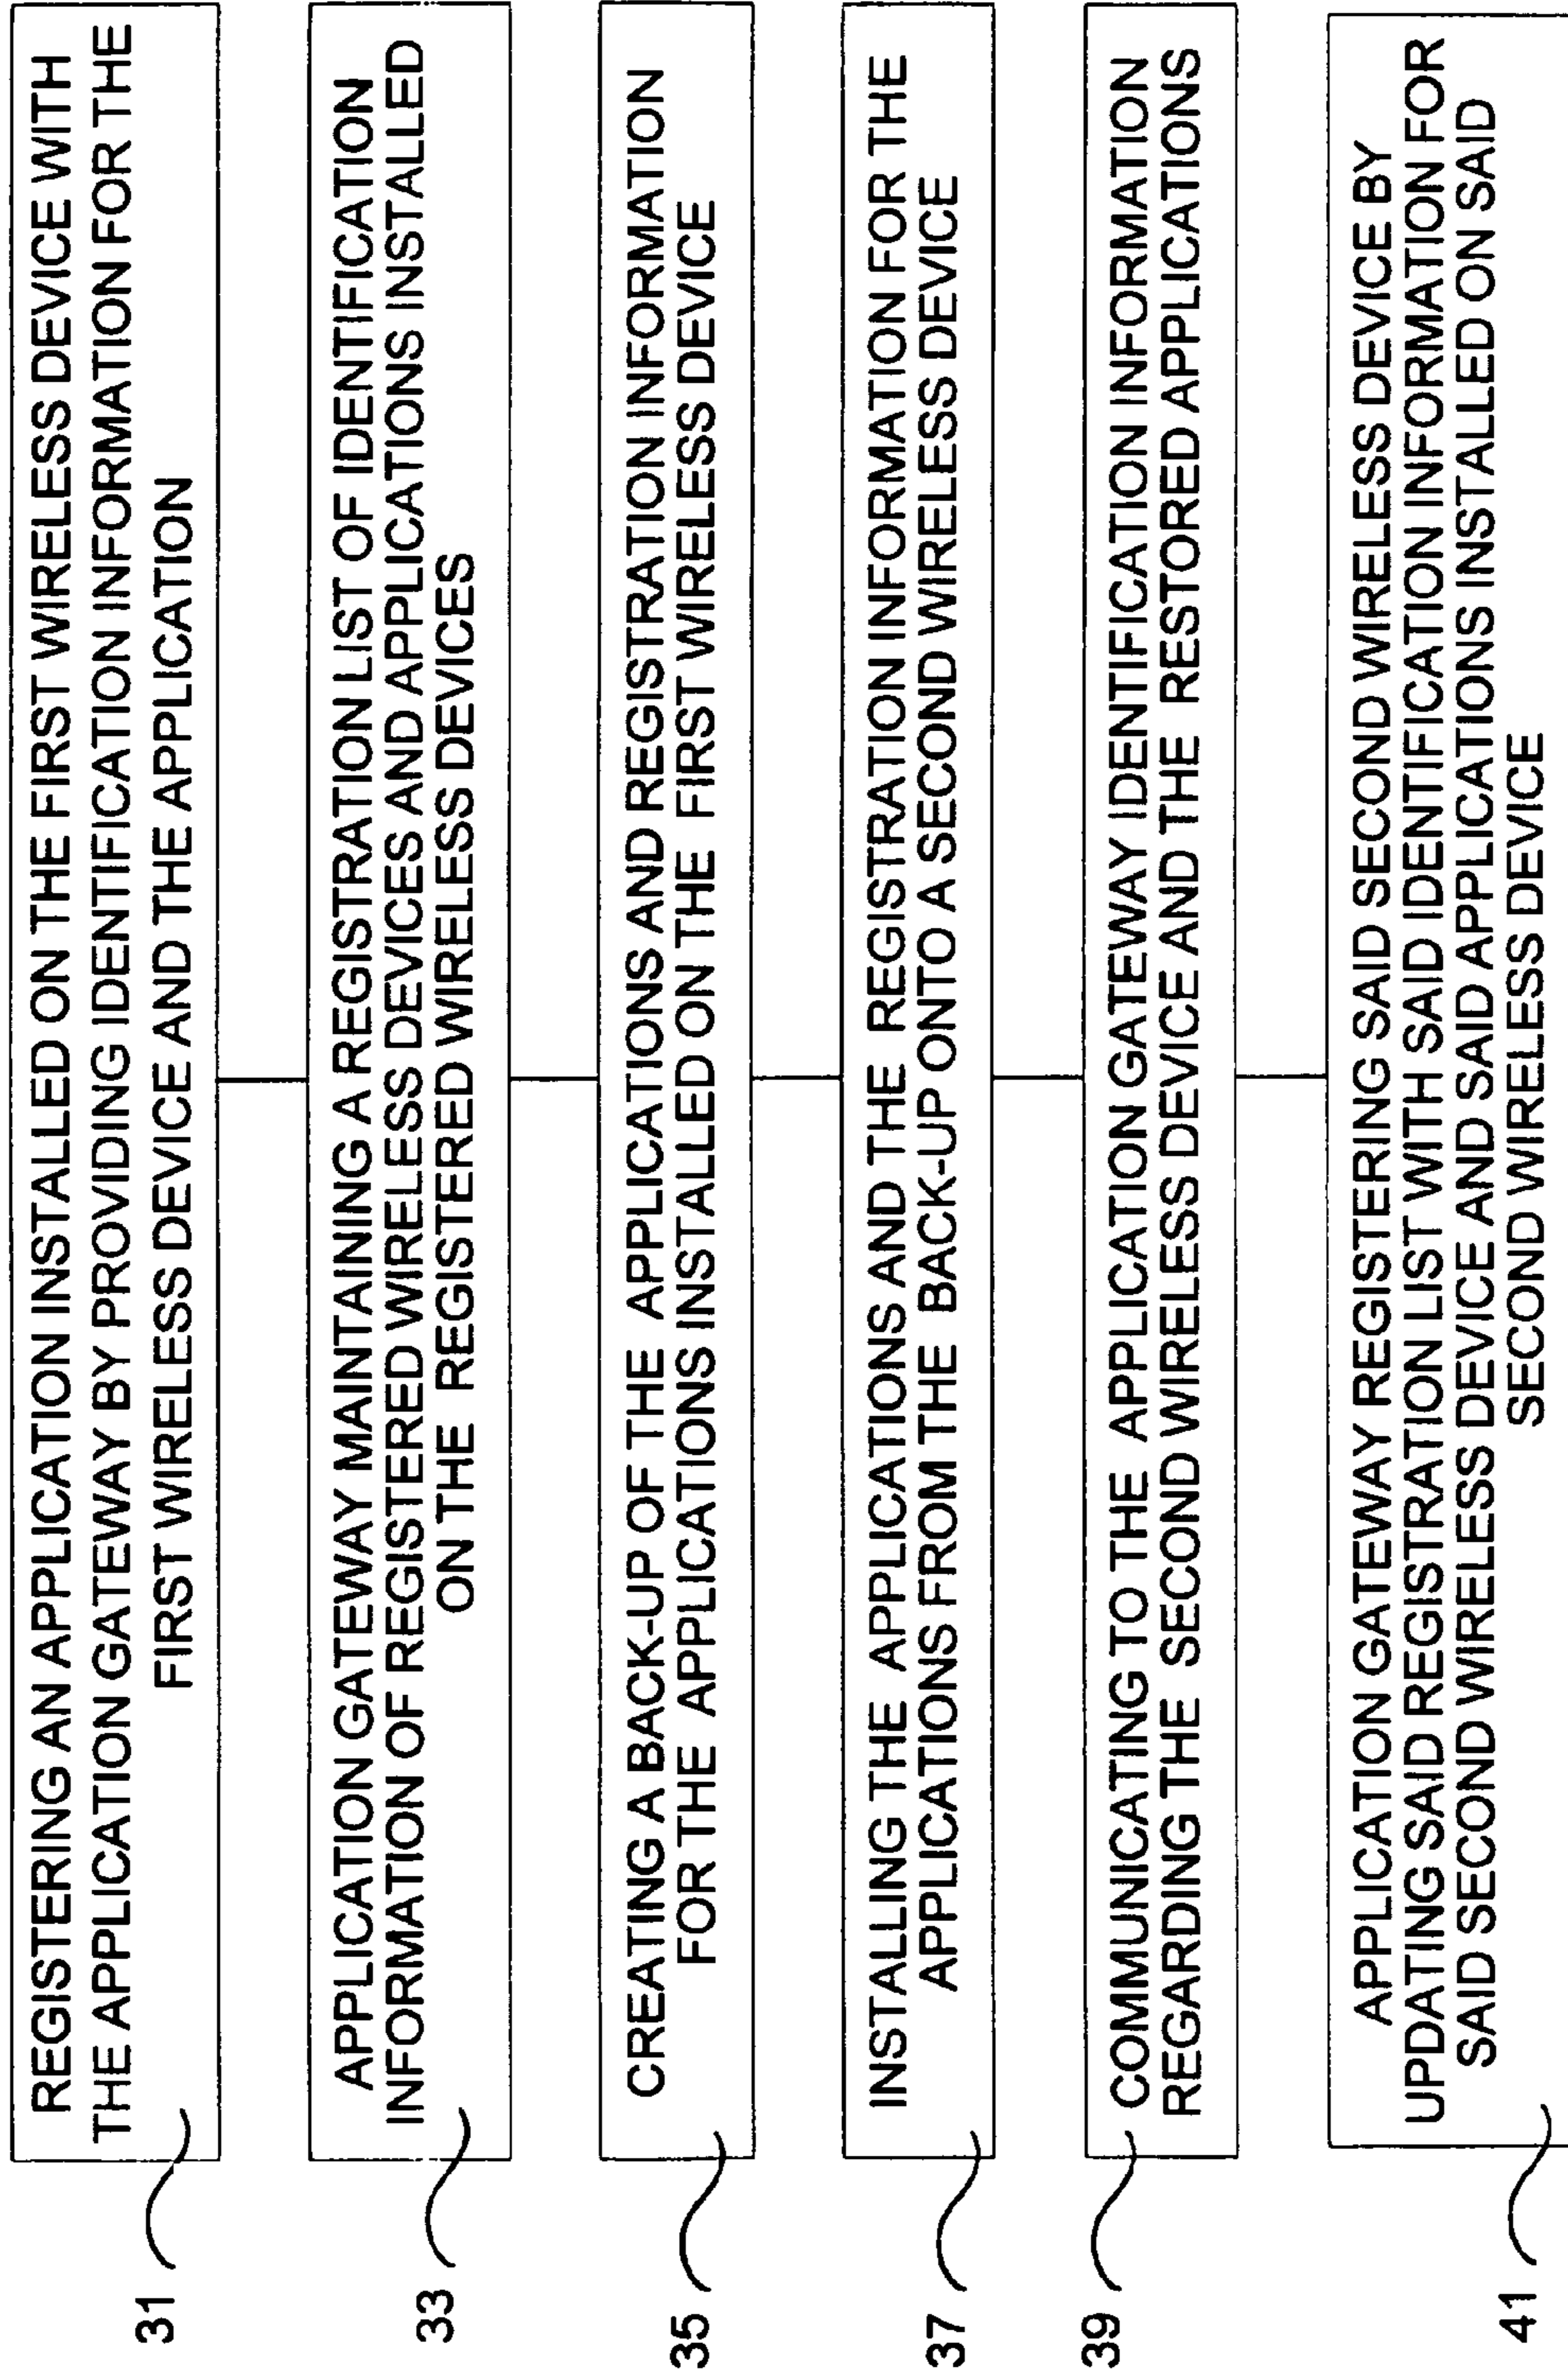 REGISTERING AN APPLICATION INSTALLED ON THE FIRST WIRELESS DEVICE WITH
THE APPLICATION GATEWAY BY PROVIDING IDENTIFICATION INFORMATION FOR THE
FIRST WIRELESS DEVICE AND THE APPLICATION
31
APPLICATION GATEWAY MAINTAINING A REGISTRATION LIST OF IDENTIFICATION
INFORMATION OF REGISTERED WIRELESS DEVICES AND APPLICATIONS INSTALLED
ON THE REGISTERED WIRELESS DEVICES
33
CREATING A BACK-UP OF THE APPLICATIONS AND REGISTRATION INFORMATION
FOR THE APPLICATIONS INSTALLED ON THE FIRST WIRELESS DEVICE
35
INSTALLING THE APPLICATIONS AND THE REGISTRATION INFORMATION FOR THE
APPLICATIONS FROM THE BACK-UP ONTO A SECOND WIRELESS DEVICE
37
COMMUNICATING TO THE APPLICATION GATEWAY IDENTIFICATION INFORMATION
REGARDING THE SECOND WIRELESS DEVICE AND THE RESTORED APPLICATIONS
39
APPLICATION GATEWAY REGISTERING SAID SECOND WIRELESS DEVICE BY
UPDATING SAID REGISTRATION LIST WITH SAID IDENTIFICATION INFORMATION FOR
SAID SECOND WIRELESS DEVICE AND SAID APPLICATIONS INSTALLED ON SAID
SECOND WIRELESS DEVICE
41